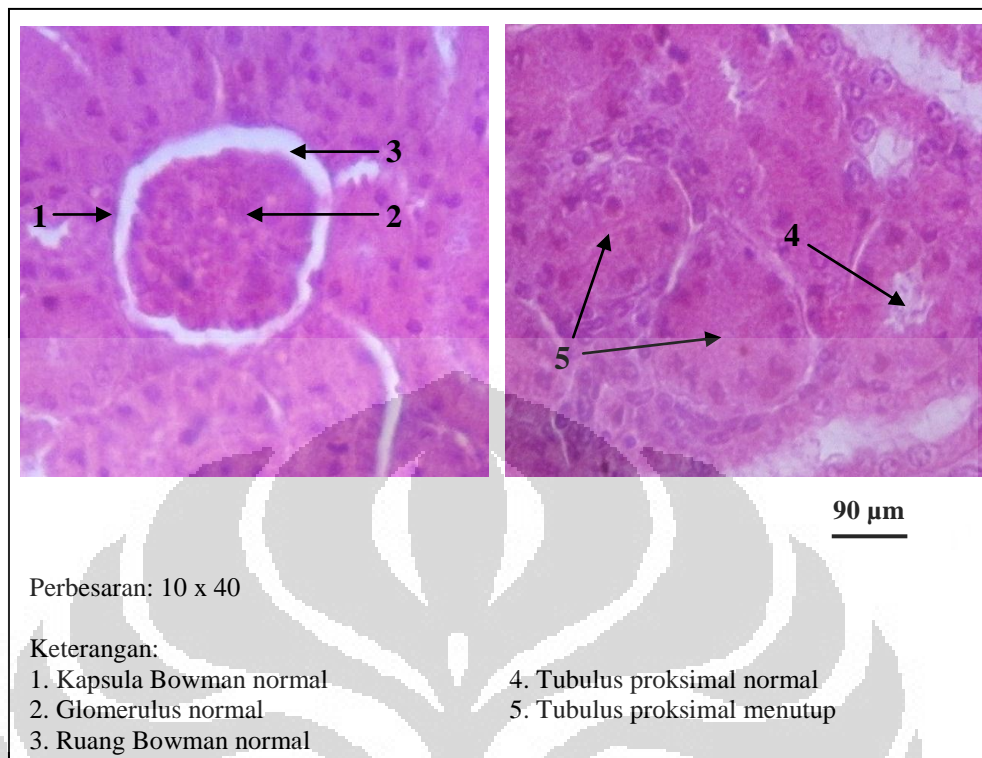 3
1
2
4
5
90 µm
Perbesaran: 10 x 40
Keterangan:
1. Kapsula Bowman normal
2. Glomerulus normal
3. Ruang Bowman normal
4. Tubulus proksimal normal
5. Tubulus proksimal menutup